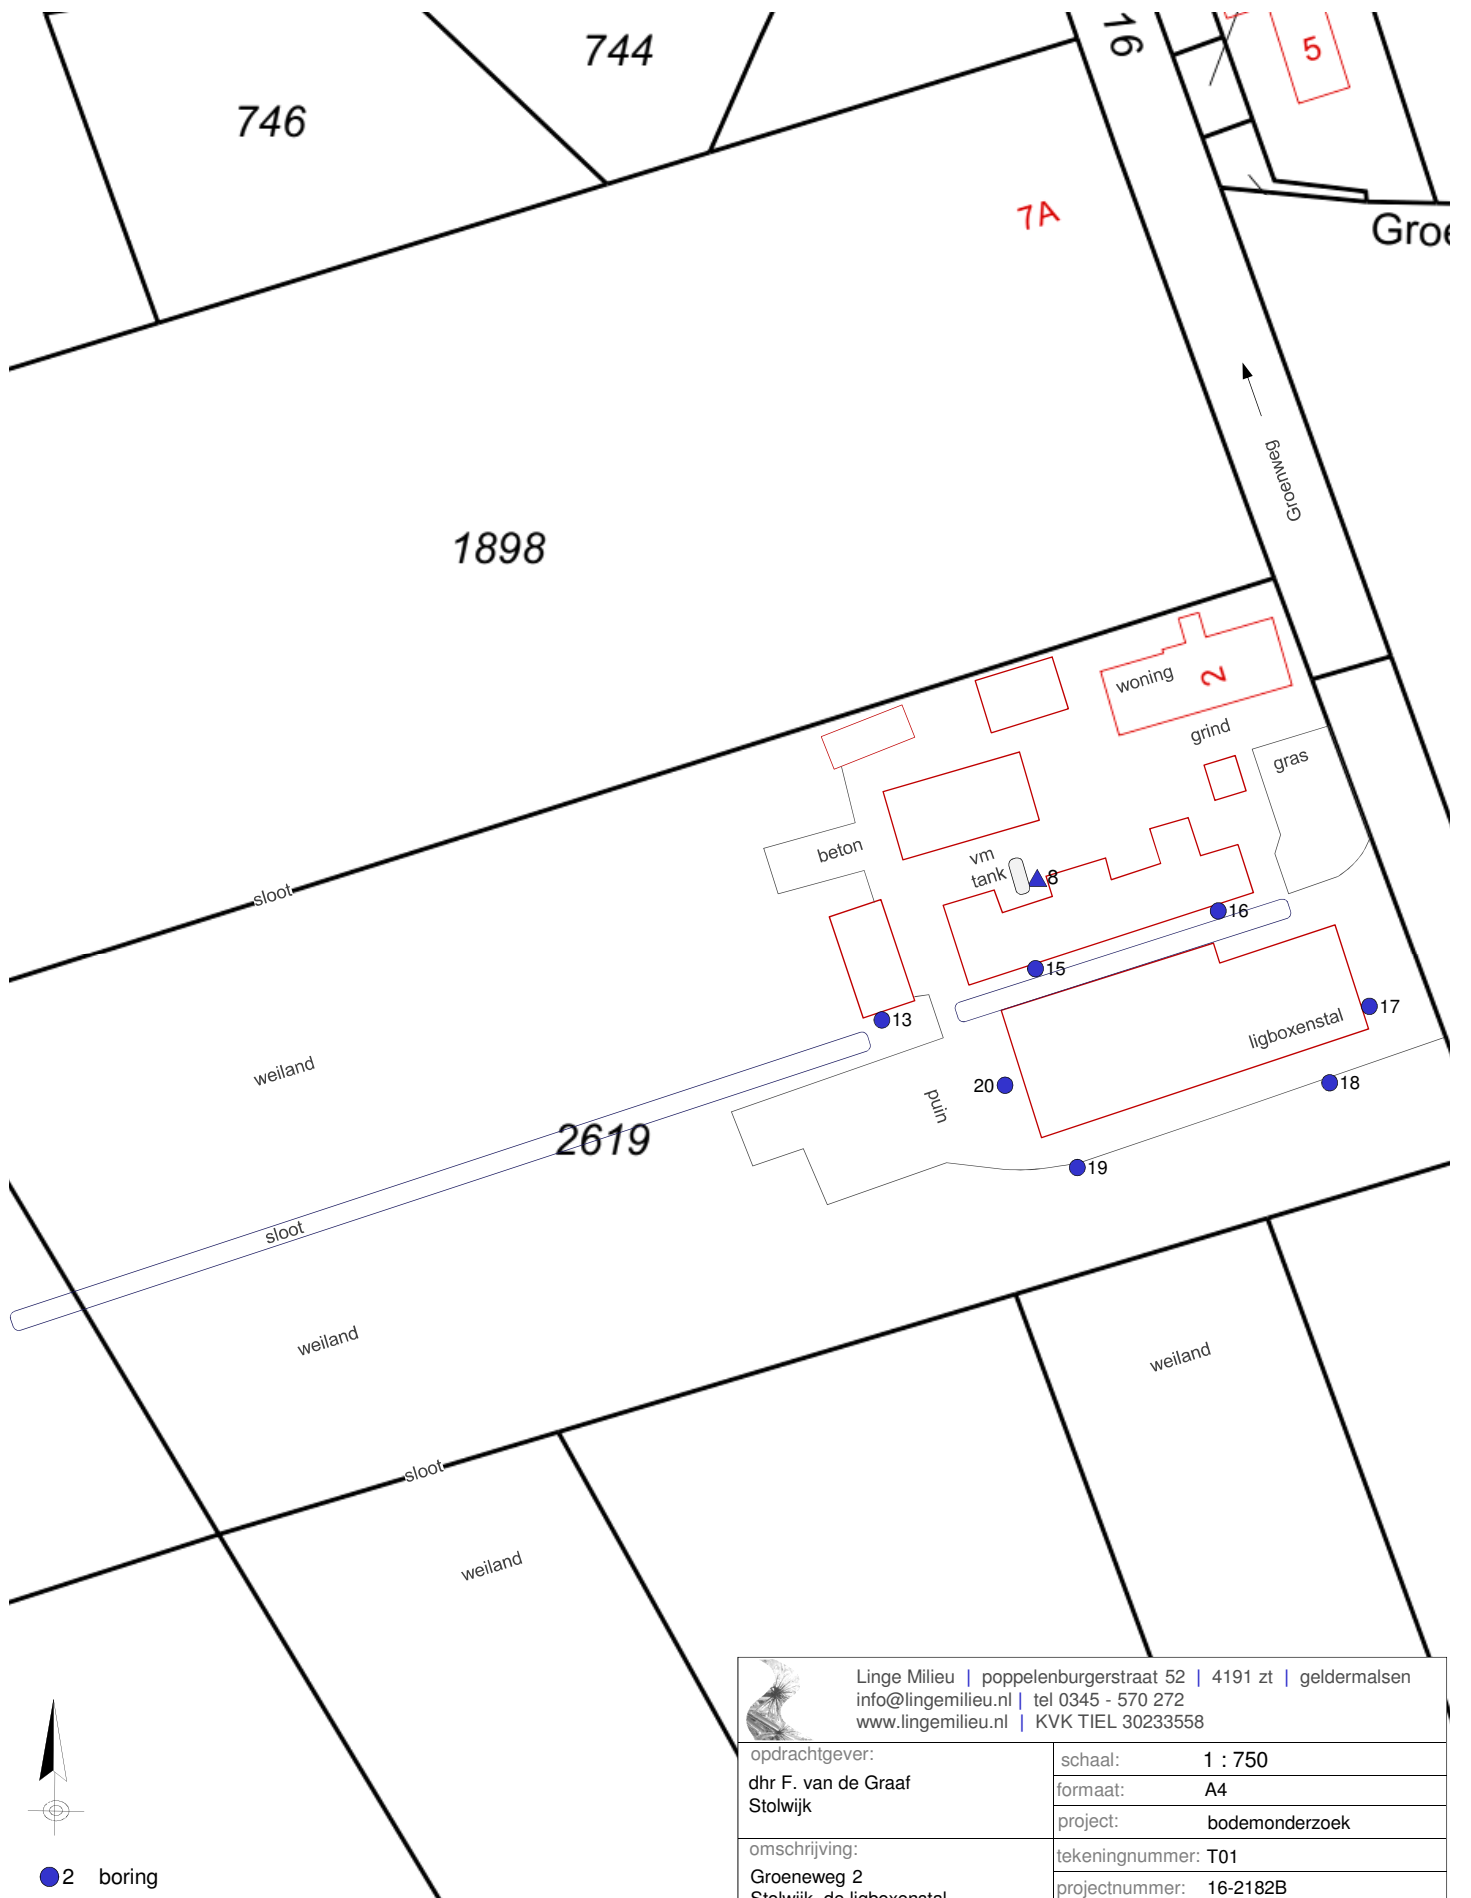 16
744
5
746
7A
Groe
Groenweg
1898
woning
2
grind
gras
beton
vm
tank
8
sloot
16
15
13
17
ligboxenstal
weiland
20
18
puin
2619
19
sloot
weiland
weiland
sloot
weiland
Linge Milieu | poppelenburgerstraat 52 | 4191 zt | geldermalsen
info@lingemilieu.nl | tel 0345 - 570 272
www.lingemilieu.nl | KVK TIEL 30233558
opdrachtgever:
dhr F. van de Graaf
Stolwijk
schaal: 1 : 750
formaat: A4
project: bodemonderzoek
omschrijving:
Groeneweg 2
Stolwijk, de ligboxenstal
tekeningnummer: T01
projectnummer: 16-2182B
2 boring